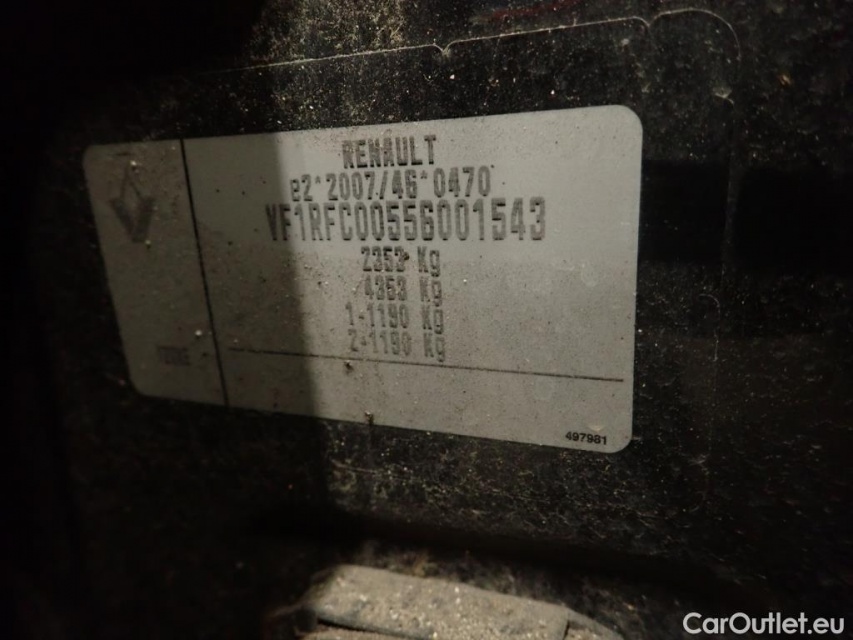 RENAULT
e2*2007/46*0470
VF1RFC00556001543
2353 Kg
4353 Kg
1-1190 Kg
2-1190 Kg
497981
CarOutlet.eu